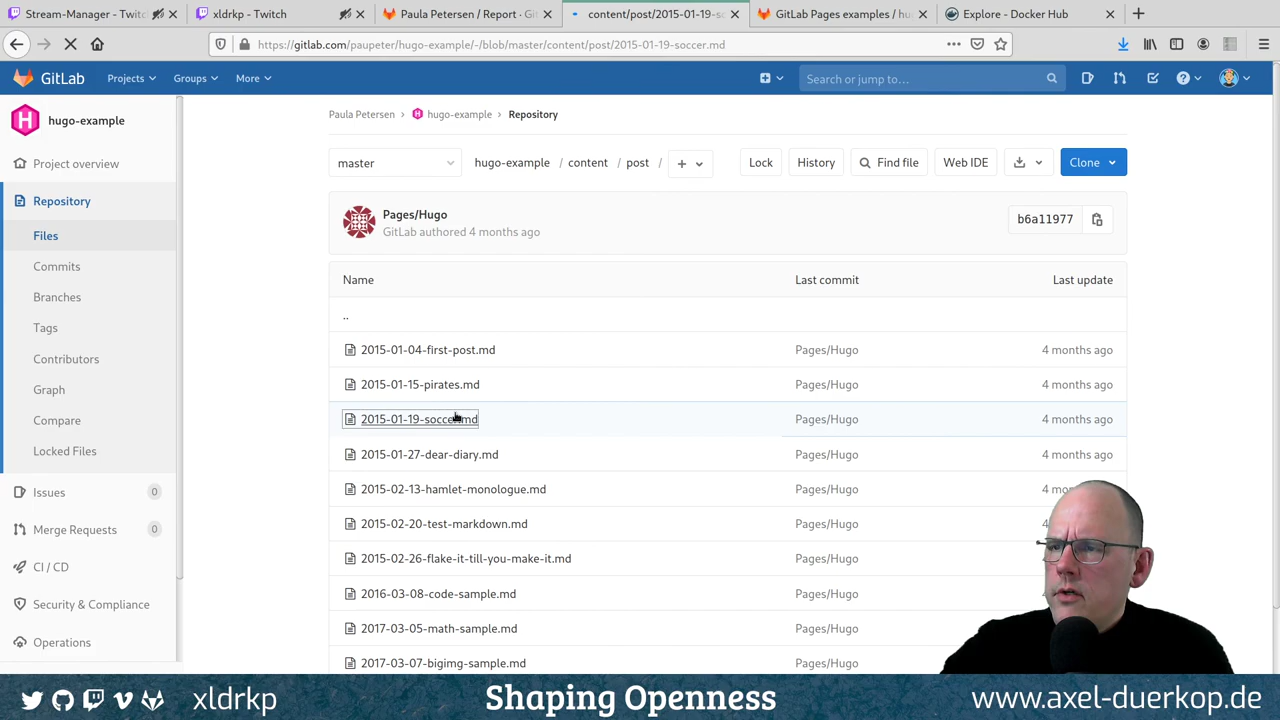 Stream-Manager - Twitc
xldrkp - Twitch
Paula Petersen / Report · Gi
content/post/2015-01-19-so
GitLab Pages examples / hu
Explore - Docker Hub
https://gitlab.com/paupeter/hugo-example/-/blob/master/content/post/2015-01-19-soccer.md
GitLab
Projects
Groups
More
Search or jump to…
H
hugo-example
Paula Petersen
H
hugo-example
Repository
Project overview
Repository
Files
Commits
Branches
Tags
Contributors
Graph
Compare
Locked Files
Issues
0
Merge Requests
0
CI / CD
Security & Compliance
Operations
master
hugo-example / content / post /
Lock
History
Find file
Web IDE
Clone
Pages/Hugo
GitLab authored 4 months ago
b6a11977
Name
Last commit
Last update
..
2015-01-04-first-post.md
Pages/Hugo
4 months ago
2015-01-15-pirates.md
Pages/Hugo
4 months ago
2015-01-19-soccer.md
Pages/Hugo
4 months ago
2015-01-27-dear-diary.md
Pages/Hugo
4 months ago
2015-02-13-hamlet-monologue.md
Pages/Hugo
4 mo
2015-02-20-test-markdown.md
Pages/Hugo
4
2015-02-26-flake-it-till-you-make-it.md
Pages/Hugo
2016-03-08-code-sample.md
Pages/Hugo
2017-03-05-math-sample.md
Pages/Hugo
2017-03-07-bigimg-sample.md
Pages/Hugo
xldrkp
Shaping Openness
www.axel-duerkop.de